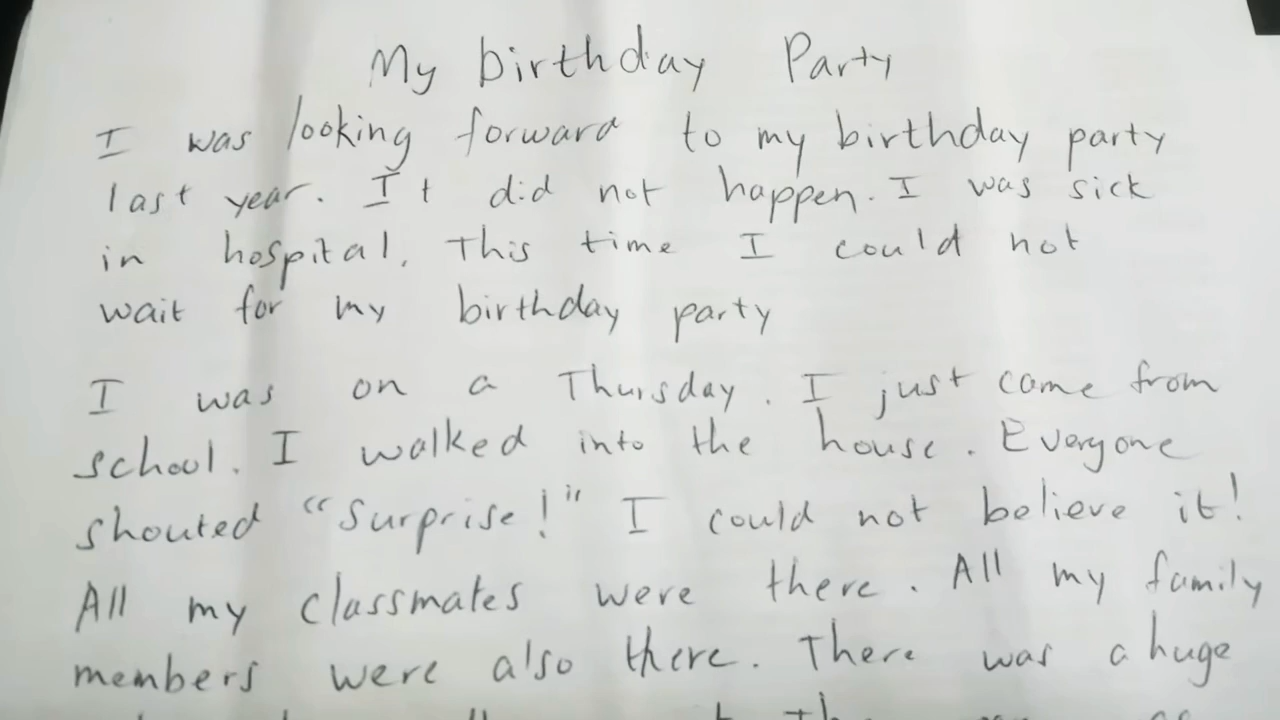 My birthday Party
I was looking forward to my birthday party
last year. It did not happen. I was sick
in hospital. This time I could not
wait for my birthday party
I was on a Thursday. I just came from
school. I walked into the house. Everyone
shouted "Surprise!" I could not believe it!
All my classmates were there. All my family
members were also there. There was a huge